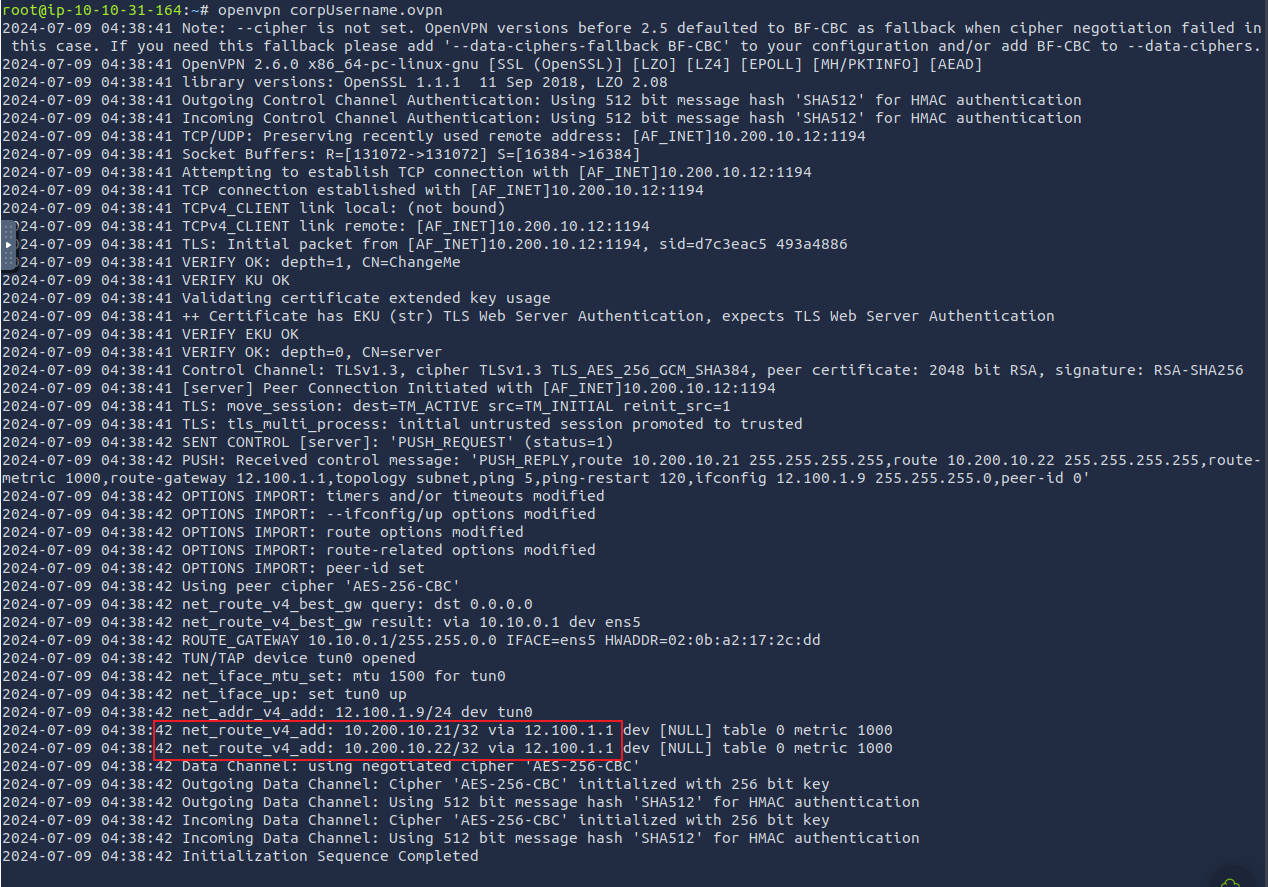 root@ip-10-10-31-164:~# openvpn corpUsername.ovpn
2024-07-09 04:38:41 Note: --cipher is not set. OpenVPN versions before 2.5 defaulted to BF-CBC as fallback when cipher negotiation failed in
this case. If you need this fallback please add '--data-ciphers-fallback BF-CBC' to your configuration and/or add BF-CBC to --data-ciphers.
2024-07-09 04:38:41 OpenVPN 2.6.0 x86_64-pc-linux-gnu [SSL (OpenSSL)] [LZO] [LZ4] [EPOLL] [MH/PKTINFO] [AEAD]
2024-07-09 04:38:41 library versions: OpenSSL 1.1.1  11 Sep 2018, LZO 2.08
2024-07-09 04:38:41 Outgoing Control Channel Authentication: Using 512 bit message hash 'SHA512' for HMAC authentication
2024-07-09 04:38:41 Incoming Control Channel Authentication: Using 512 bit message hash 'SHA512' for HMAC authentication
2024-07-09 04:38:41 TCP/UDP: Preserving recently used remote address: [AF_INET]10.200.10.12:1194
2024-07-09 04:38:41 Socket Buffers: R=[131072->131072] S=[16384->16384]
2024-07-09 04:38:41 Attempting to establish TCP connection with [AF_INET]10.200.10.12:1194
2024-07-09 04:38:41 TCP connection established with [AF_INET]10.200.10.12:1194
2024-07-09 04:38:41 TCPv4_CLIENT link local: (not bound)
24-07-09 04:38:41 TCPv4_CLIENT link remote: [AF_INET]10.200.10.12:1194
24-07-09 04:38:41 TLS: Initial packet from [AF_INET]10.200.10.12:1194, sid=d7c3eac5 493a4886
24-07-09 04:38:41 VERIFY OK: depth=1, CN=ChangeMe
2024-07-09 04:38:41 VERIFY KU OK
2024-07-09 04:38:41 Validating certificate extended key usage
2024-07-09 04:38:41 ++ Certificate has EKU (str) TLS Web Server Authentication, expects TLS Web Server Authentication
2024-07-09 04:38:41 VERIFY EKU OK
2024-07-09 04:38:41 VERIFY OK: depth=0, CN=server
2024-07-09 04:38:41 Control Channel: TLSv1.3, cipher TLSv1.3 TLS_AES_256_GCM_SHA384, peer certificate: 2048 bit RSA, signature: RSA-SHA256
2024-07-09 04:38:41 [server] Peer Connection Initiated with [AF_INET]10.200.10.12:1194
2024-07-09 04:38:41 TLS: move_session: dest=TM_ACTIVE src=TM_INITIAL reinit_src=1
2024-07-09 04:38:41 TLS: tls_multi_process: initial untrusted session promoted to trusted
2024-07-09 04:38:42 SENT CONTROL [server]: 'PUSH_REQUEST' (status=1)
2024-07-09 04:38:42 PUSH: Received control message: 'PUSH_REPLY,route 10.200.10.21 255.255.255.255,route 10.200.10.22 255.255.255.255,route-
metric 1000,route-gateway 12.100.1.1,topology subnet,ping 5,ping-restart 120,ifconfig 12.100.1.9 255.255.255.0,peer-id 0'
2024-07-09 04:38:42 OPTIONS IMPORT: timers and/or timeouts modified
2024-07-09 04:38:42 OPTIONS IMPORT: --ifconfig/up options modified
2024-07-09 04:38:42 OPTIONS IMPORT: route options modified
2024-07-09 04:38:42 OPTIONS IMPORT: route-related options modified
2024-07-09 04:38:42 OPTIONS IMPORT: peer-id set
2024-07-09 04:38:42 Using peer cipher 'AES-256-CBC'
2024-07-09 04:38:42 net_route_v4_best_gw query: dst 0.0.0.0
2024-07-09 04:38:42 net_route_v4_best_gw result: via 10.10.0.1 dev ens5
2024-07-09 04:38:42 ROUTE_GATEWAY 10.10.0.1/255.255.0.0 IFACE=ens5 HWADDR=02:0b:a2:17:2c:dd
2024-07-09 04:38:42 TUN/TAP device tun0 opened
2024-07-09 04:38:42 net_iface_mtu_set: mtu 1500 for tun0
2024-07-09 04:38:42 net_iface_up: set tun0 up
2024-07-09 04:38:42 net_addr_v4_add: 12.100.1.9/24 dev tun0
2024-07-09 04:38:42 net_route_v4_add: 10.200.10.21/32 via 12.100.1.1 dev [NULL] table 0 metric 1000
2024-07-09 04:38:42 net_route_v4_add: 10.200.10.22/32 via 12.100.1.1 dev [NULL] table 0 metric 1000
2024-07-09 04:38:42 Data Channel: using negotiated cipher 'AES-256-CBC'
2024-07-09 04:38:42 Outgoing Data Channel: Cipher 'AES-256-CBC' initialized with 256 bit key
2024-07-09 04:38:42 Outgoing Data Channel: Using 512 bit message hash 'SHA512' for HMAC authentication
2024-07-09 04:38:42 Incoming Data Channel: Cipher 'AES-256-CBC' initialized with 256 bit key
2024-07-09 04:38:42 Incoming Data Channel: Using 512 bit message hash 'SHA512' for HMAC authentication
2024-07-09 04:38:42 Initialization Sequence Completed